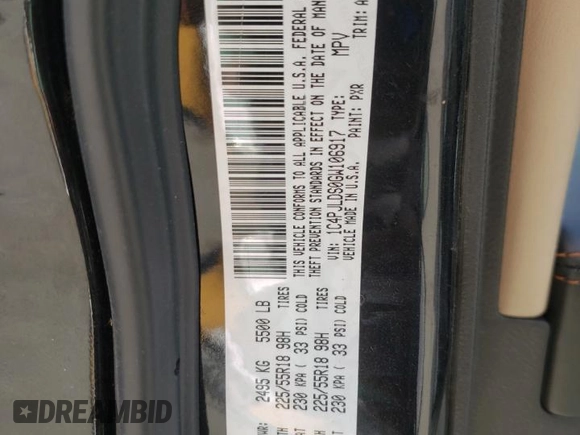 2495 KG 5500 LB
225/55R18 98H TIRES
230 KPA ( 33 PSI) COLD
225/55R18 98H TIRES
230 KPA ( 33 PSI) COLD
THIS VEHICLE CONFORMS TO ALL APPLICABLE U.S.A. FEDERAL
THEFT PREVENTION STANDARDS IN EFFECT ON THE DATE OF MAN
VIN: 1C4PJLDS0GW106917 TYPE: MPV
VEHICLE MADE IN U.S.A. PAINT: PXR TRIM: A
DREAMBID